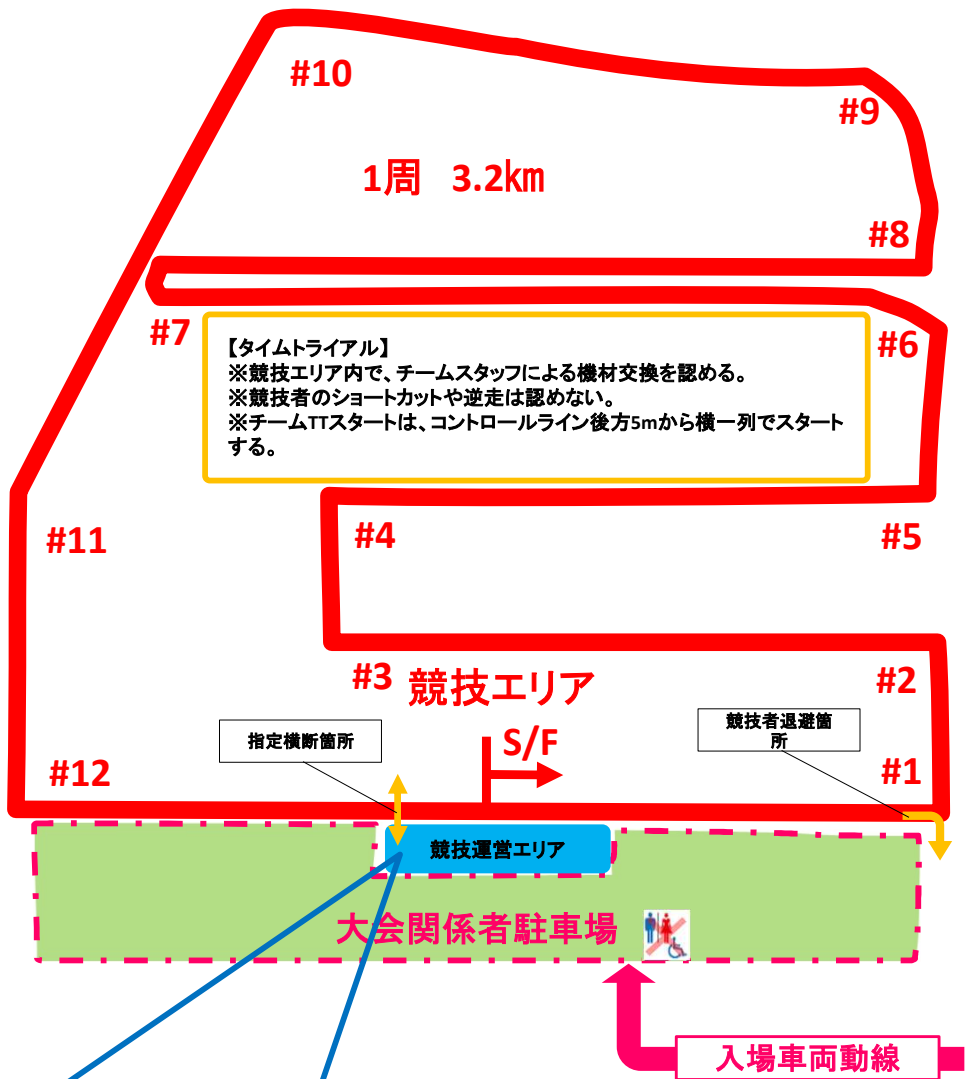 #10
#9
1周 3.2㎞
#8
#7
#6
【タイムトライアル】
※競技エリア内で、チームスタッフによる機材交換を認める。
※競技者のショートカットや逆走は認めない。
※チームTTスタートは、コントロールライン後方5mから横一列でスタート
する。
#11
#4
#5
#3
競技エリア
#2
指定横断箇所
S/F
競技者退避箇
所
#12
#1
競技運営エリア
大会関係者駐車場
入場車両動線